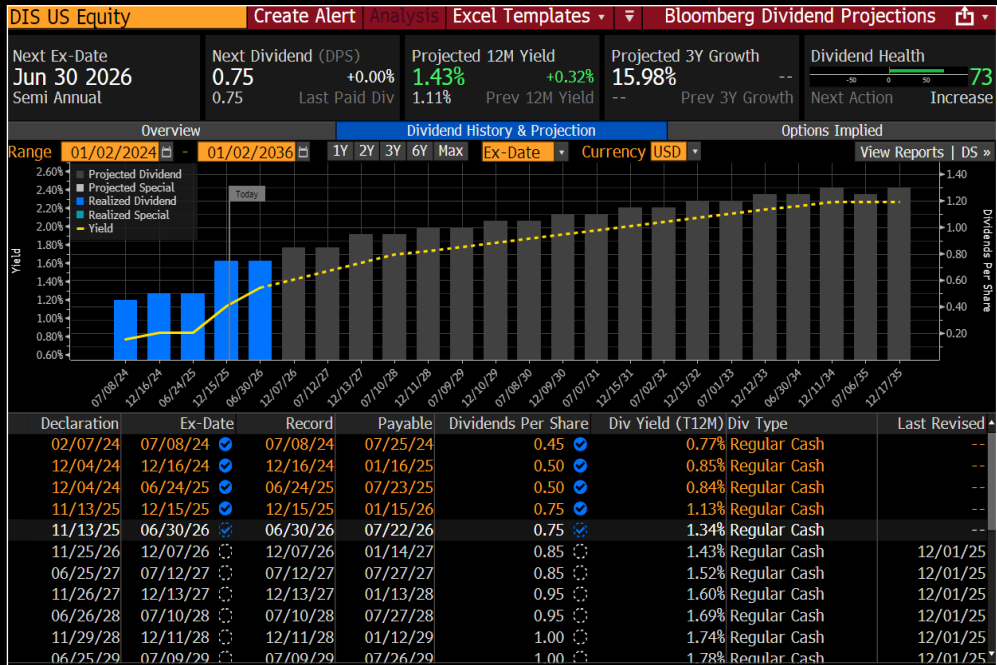 DIS US Equity Create Alert Analysis Excel Templates Bloomberg Dividend Projections
Next Ex-Date Next Dividend (DPS) Projected 12M Yield Projected 3Y Growth Dividend Health
Jun 30 2026 0.75 +0.00% 1.43% +0.32% 15.98% -- -50 0 50 73
Semi Annual 0.75 Last Paid Div 1.11% Prev 12M Yield -- Prev 3Y Growth Next Action Increase
Overview Dividend History & Projection Options Implied
Range 01/02/2024 - 01/02/2036 1Y 2Y 3Y 6Y Max Ex-Date Currency USD View Reports | DS »
Projected Dividend
Projected Special
Realized Dividend
Realized Special
Yield
Today
Yield
2.60%
2.40%
2.20%
2.00%
1.80%
1.60%
1.40%
1.20%
1.00%
0.80%
0.60%
1.40
1.20
1.00
0.80
0.60
0.40
0.20
Dividends Per Share
07/08/24 12/16/24 06/24/25 12/15/25 06/30/26 12/07/26 07/12/27 12/13/27 07/10/28 12/11/28 07/09/29 12/10/29 07/08/30 12/09/30 07/07/31 12/15/31 07/02/32 12/13/32 07/01/33 12/12/33 06/30/34 12/11/34 07/06/35 12/17/35
Declaration Ex-Date Record Payable Dividends Per Share Div Yield (T12M) Div Type Last Revised
02/07/24 07/08/24 07/08/24 07/25/24 0.45 0.77% Regular Cash --
12/04/24 12/16/24 12/16/24 01/16/25 0.50 0.85% Regular Cash --
12/04/24 06/24/25 06/24/25 07/23/25 0.50 0.84% Regular Cash --
11/13/25 12/15/25 12/15/25 01/15/26 0.75 1.13% Regular Cash --
11/13/25 06/30/26 06/30/26 07/22/26 0.75 1.34% Regular Cash --
11/25/26 12/07/26 12/07/26 01/14/27 0.85 1.43% Regular Cash 12/01/25
06/25/27 07/12/27 07/12/27 07/27/27 0.85 1.52% Regular Cash 12/01/25
11/26/27 12/13/27 12/13/27 01/13/28 0.95 1.60% Regular Cash 12/01/25
06/26/28 07/10/28 07/10/28 07/27/28 0.95 1.69% Regular Cash 12/01/25
11/29/28 12/11/28 12/11/28 01/12/29 1.00 1.74% Regular Cash 12/01/25
06/25/29 07/09/29 07/09/29 07/26/29 1.00 1.78% Regular Cash 12/01/25